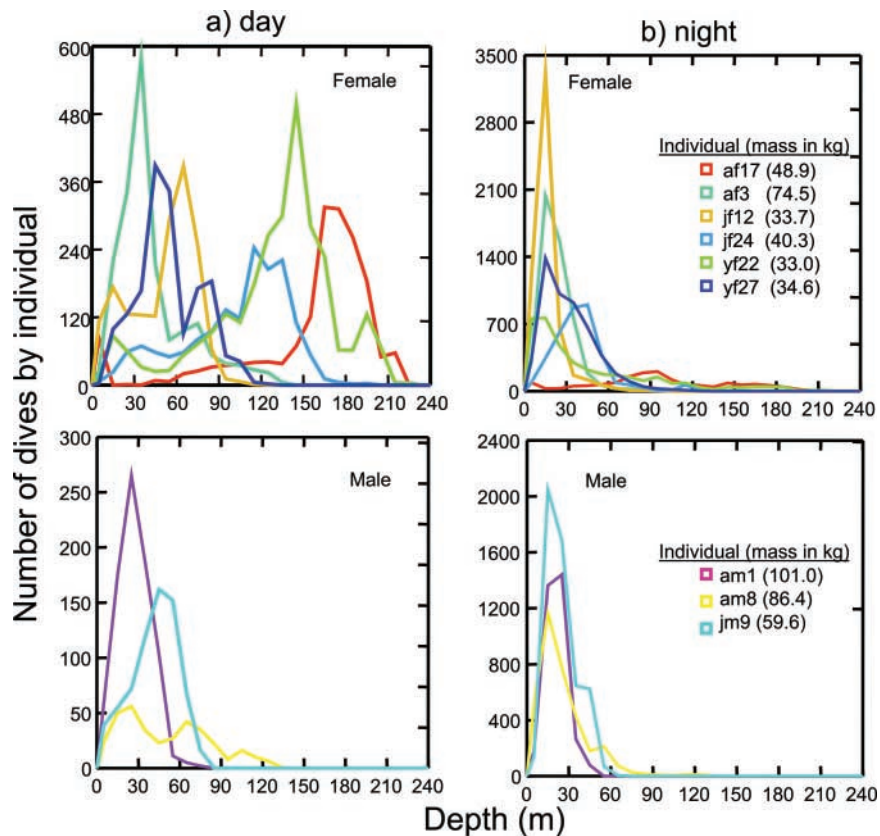 a) day
b) night
Number of dives by individual
600
480
360
240
120
0
Female
0 30 60 90 120 150 180 210 240
3500
2800
2100
1400
700
0
Female
Individual (mass in kg)
af17 (48.9)
af3 (74.5)
jf12 (33.7)
jf24 (40.3)
yf22 (33.0)
yf27 (34.6)
0 30 60 90 120 150 180 210 240
300
250
200
150
100
50
0
Male
0 30 60 90 120 150 180 210 240
2400
2000
1600
1200
800
400
0
Male
Individual (mass in kg)
am1 (101.0)
am8 (86.4)
jm9 (59.6)
0 30 60 90 120 150 180 210 240
Depth (m)